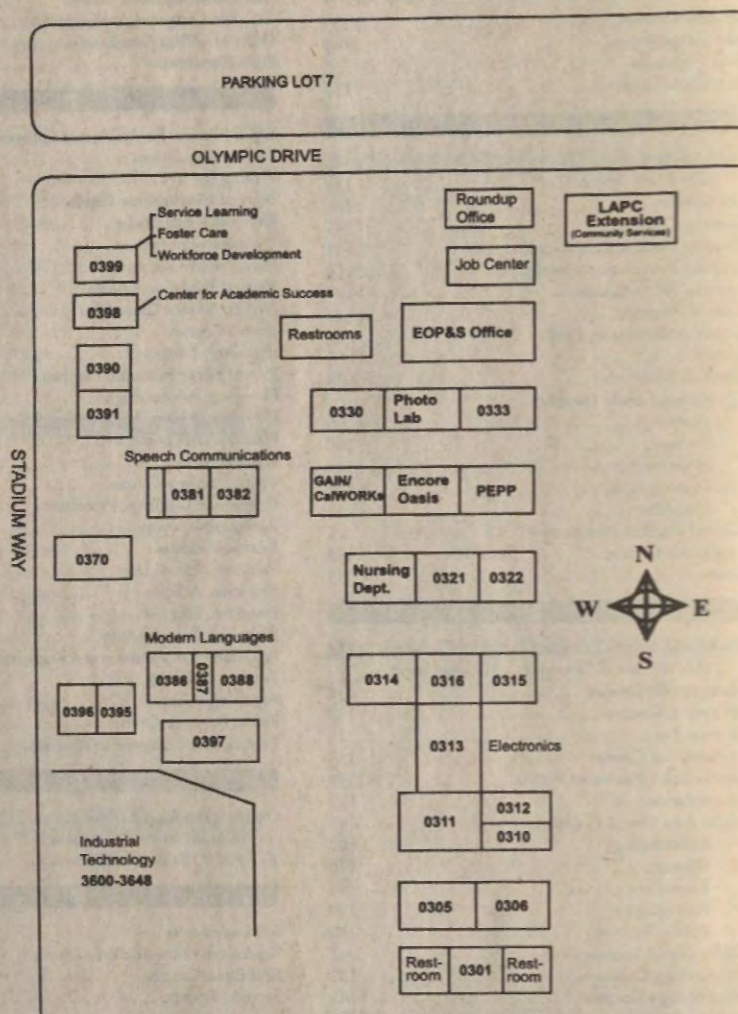 PARKING LOT 7
OLYMPIC DRIVE
Service Learning
Foster Care
Workforce Development
0399
Roundup
Office
LAPC
Extension
(Community Services)
Job Center
Center for Academic Success
0398
Restrooms
EOP&S Office
0390
0391
0330
Photo
Lab
0333
STADIUM WAY
Speech Communications
0381
0382
GAIN/
CalWORKs
Encore
Oasis
PEPP
0370
Nursing
Dept.
0321
0322
N
W
E
S
Modern Languages
0386
0387
0388
0314
0316
0315
0396
0395
0397
0313
Electronics
0311
0312
0310
Industrial
Technology
3600-3648
0305
0306
Rest-
room
0301
Rest-
room